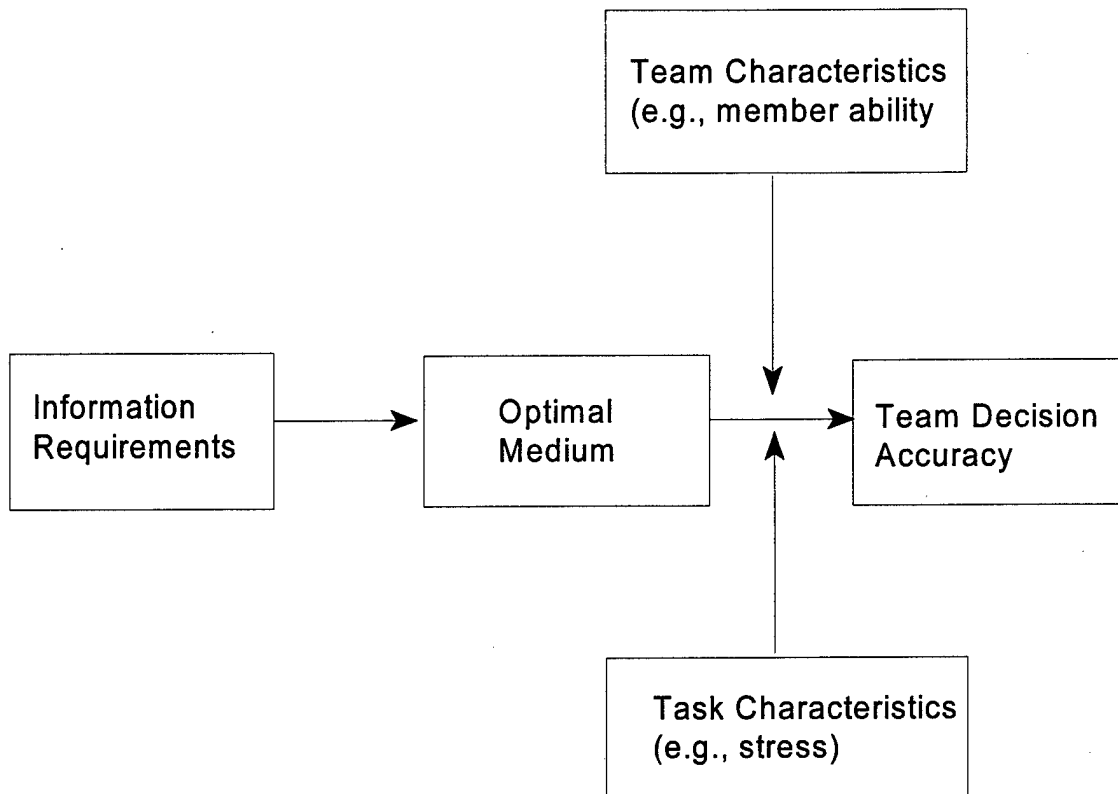 Team Characteristics
(e.g., member ability
Information
Requirements
Optimal
Medium
Team Decision
Accuracy
Task Characteristics
(e.g., stress)